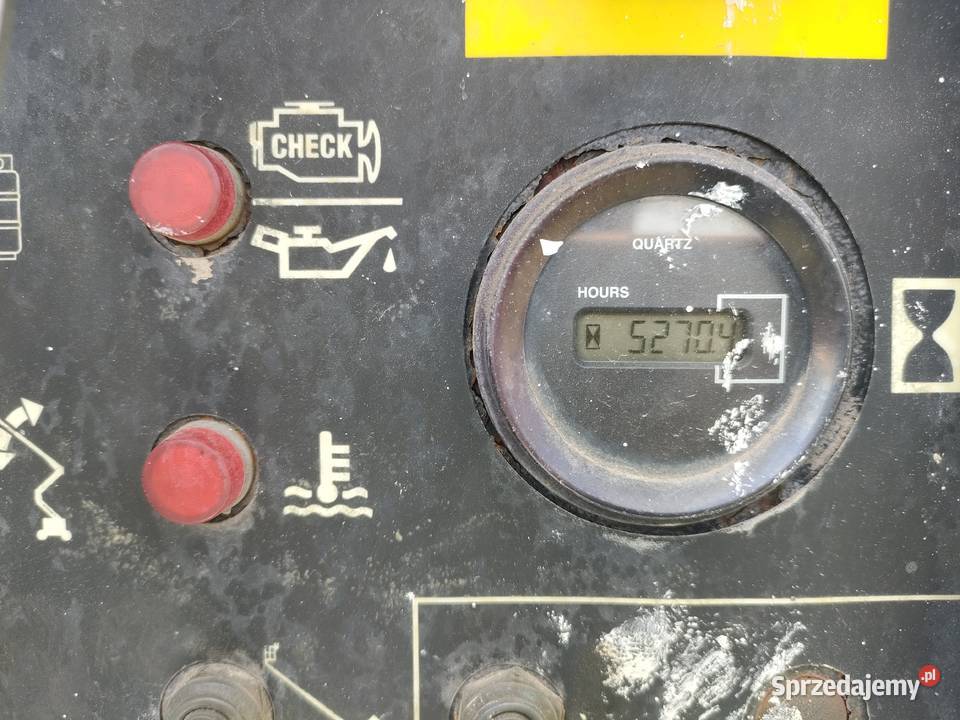 CHECK
QUARTZ
HOURS
5270.4
Sprzedajemy.pl